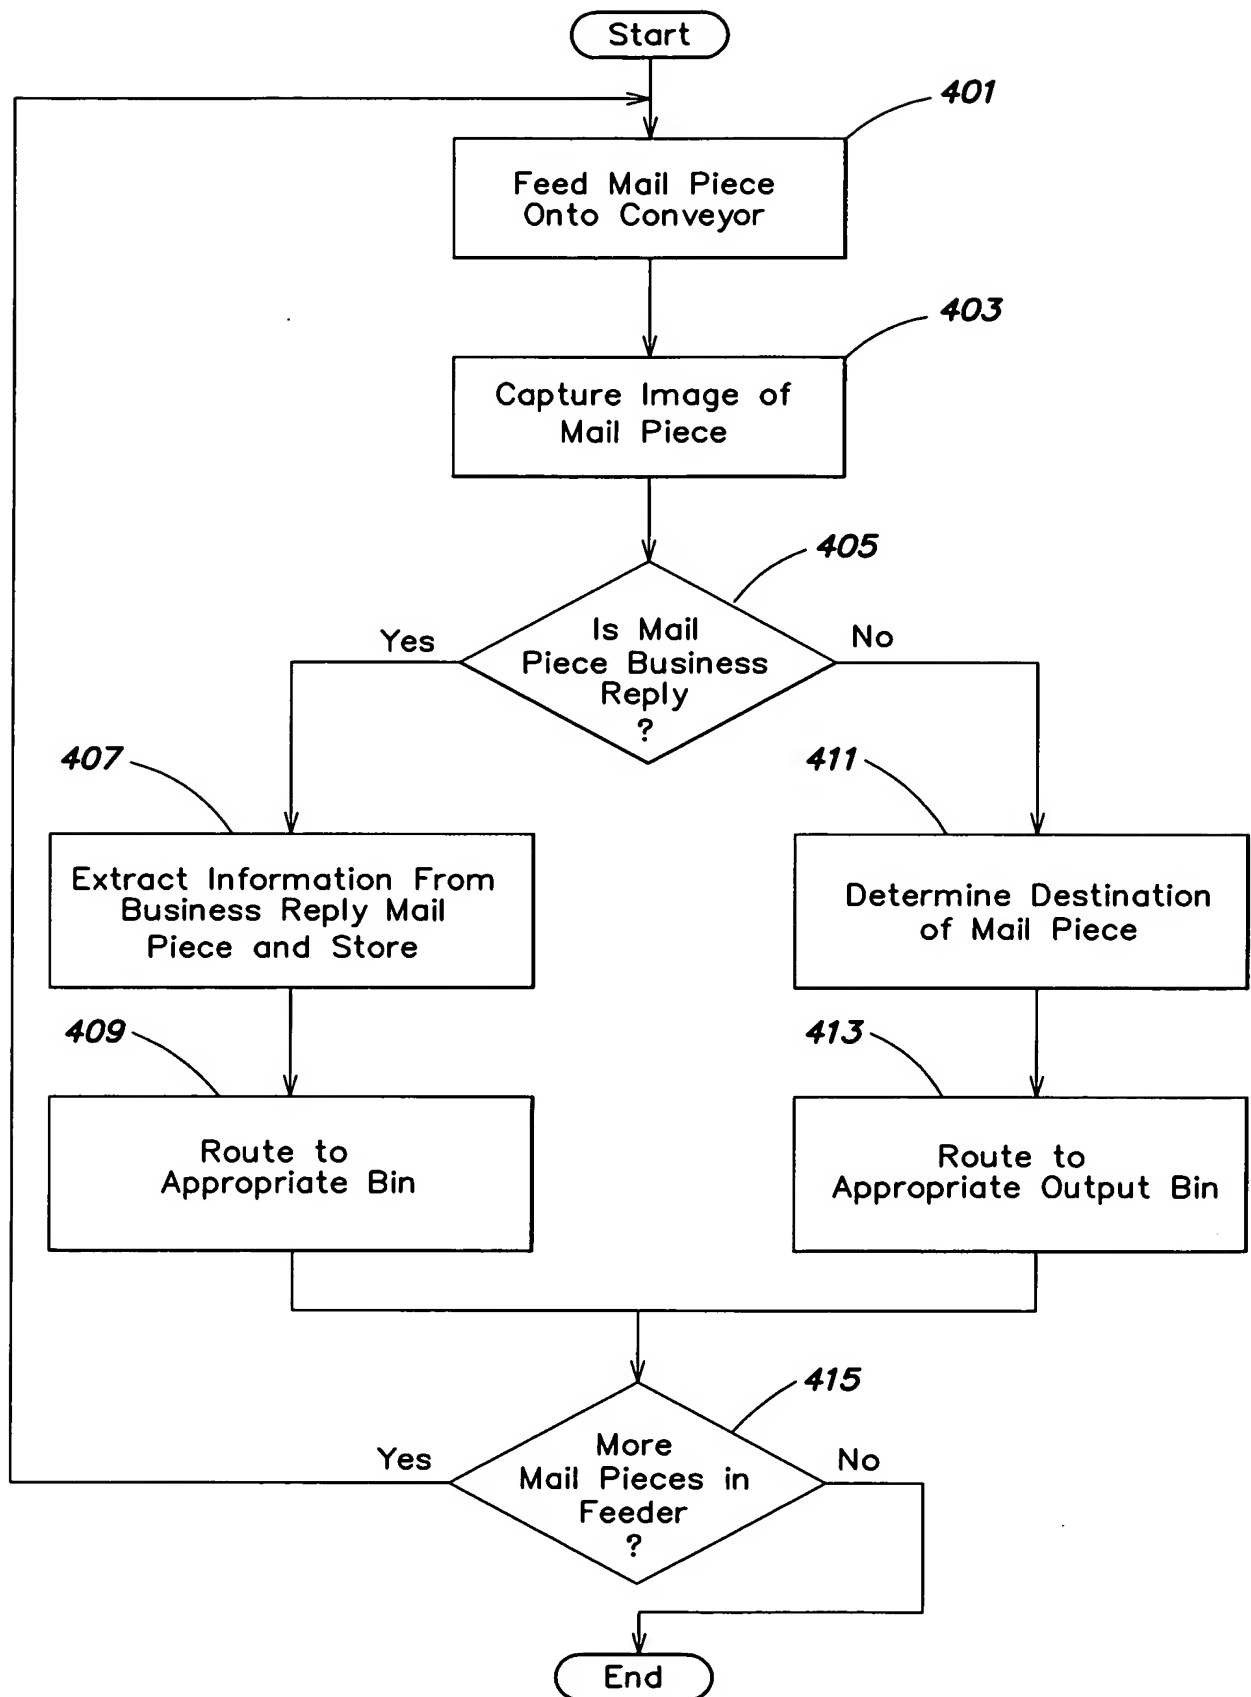 Start
401
Feed Mail Piece
Onto Conveyor
403
Capture Image of
Mail Piece
405
Is Mail
Piece Business
Reply
?
Yes
No
407
Extract Information From
Business Reply Mail
Piece and Store
411
Determine Destination
of Mail Piece
409
Route to
Appropriate Bin
413
Route to
Appropriate Output Bin
415
More
Mail Pieces in
Feeder
?
Yes
No
End